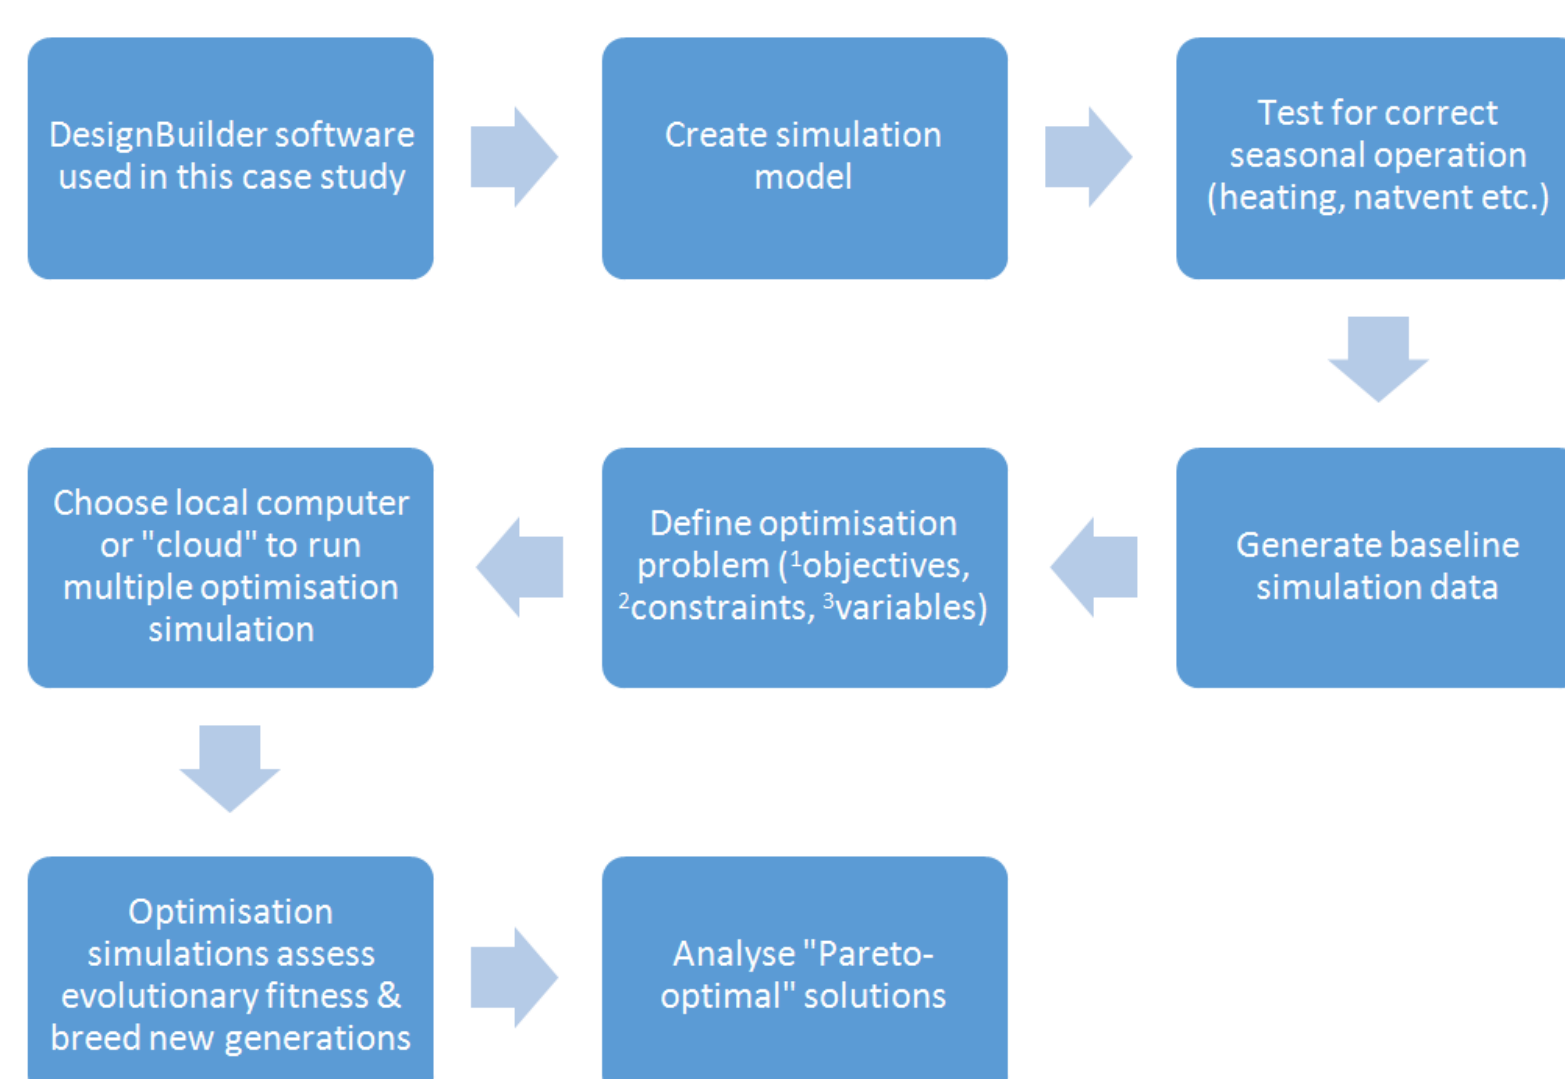 DesignBuilder software
used in this case study
Create simulation
model
Test for correct
seasonal operation
(heating, natvent etc.)
Generate baseline
simulation data
Define optimisation
problem (¹objectives,
²constraints, ³variables)
Choose local computer
or "cloud" to run
multiple optimisation
simulation
Optimisation
simulations assess
evolutionary fitness &
breed new generations
Analyse "Pareto-
optimal" solutions